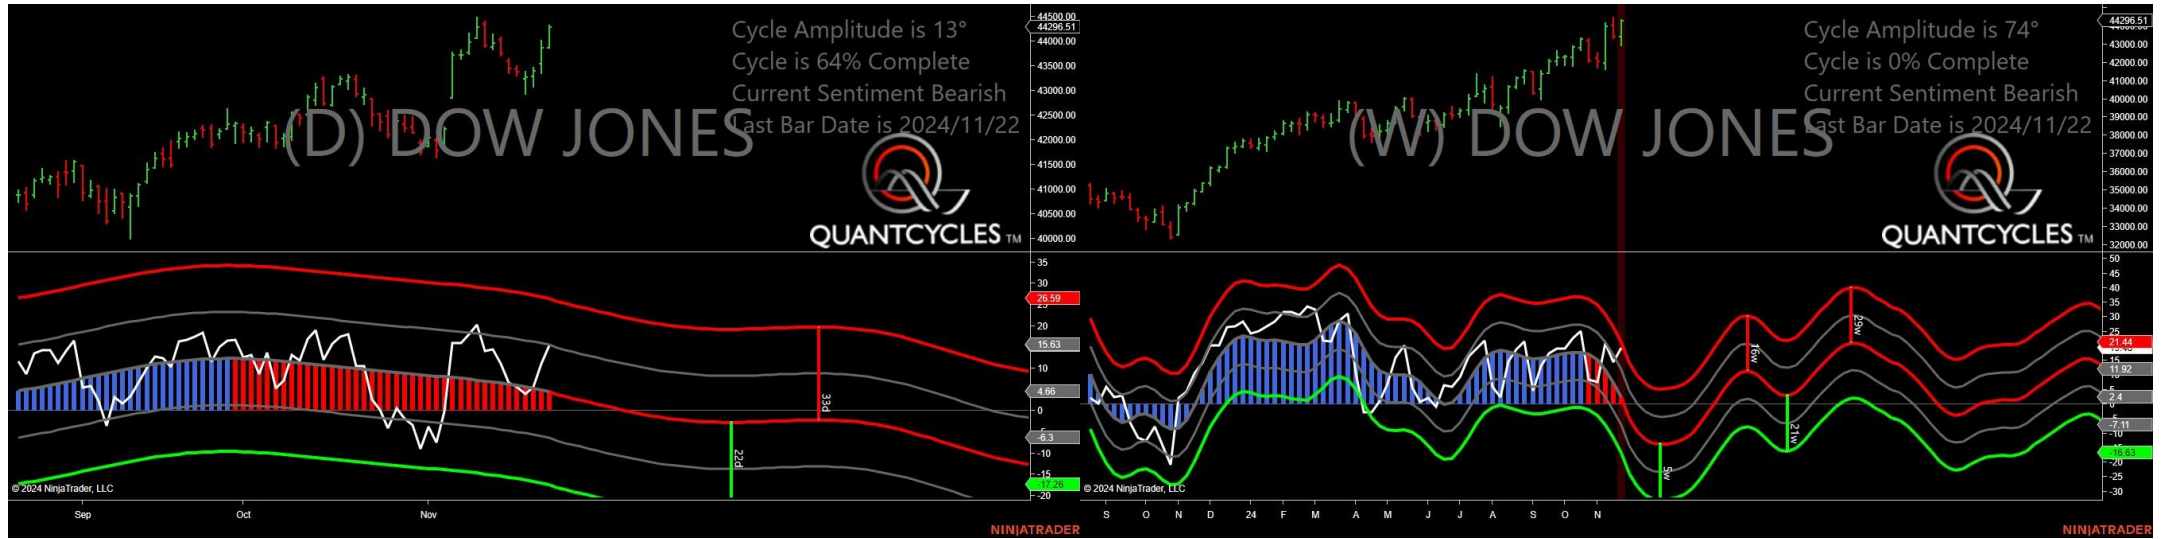 Cycle Amplitude is 13°
Cycle is 64% Complete
Current Sentiment Bearish
Last Bar Date is 2024/11/22
(D) DOW JONES
QUANTCYCLES TM
44500.00
44296.51
44000.00
43500.00
43000.00
42500.00
42000.00
41500.00
41000.00
40500.00
40000.00
35
30
26.59
20
15.63
10
4.66
0
-6.3
-10
-15
-17.26
-20
33d
22d
© 2024 NinjaTrader, LLC
Sep Oct Nov
NINJATRADER
Cycle Amplitude is 74°
Cycle is 0% Complete
Current Sentiment Bearish
Last Bar Date is 2024/11/22
(W) DOW JONES
QUANTCYCLES TM
44296.51
43000.00
42000.00
41000.00
40000.00
39000.00
38000.00
37000.00
36000.00
35000.00
34000.00
33000.00
32000.00
50
45
40
35
30
25
21.44
15
11.92
2.4
-7.11
-10
-16.63
-20
-25
-30
5w
16w
21w
29w
© 2024 NinjaTrader, LLC
S O N D 24 F M A M J J A S O N
NINJATRADER